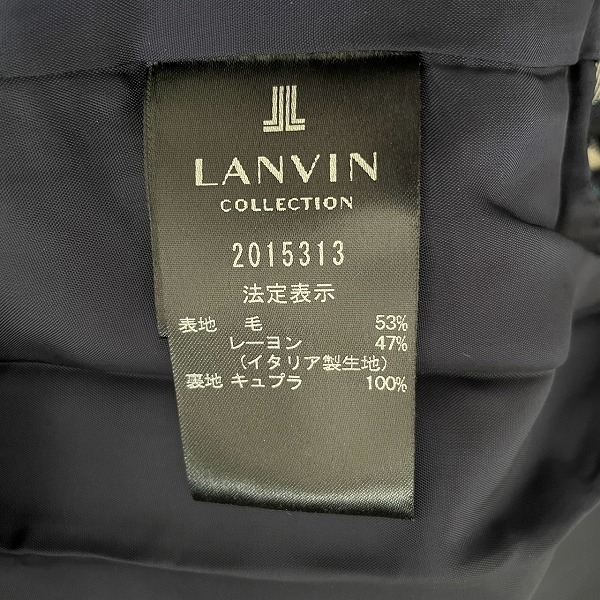 LANVIN
COLLECTION
2015313
法定表示
表地 毛 53%
レーヨン 47%
(イタリア製生地)
裏地 キュプラ 100%